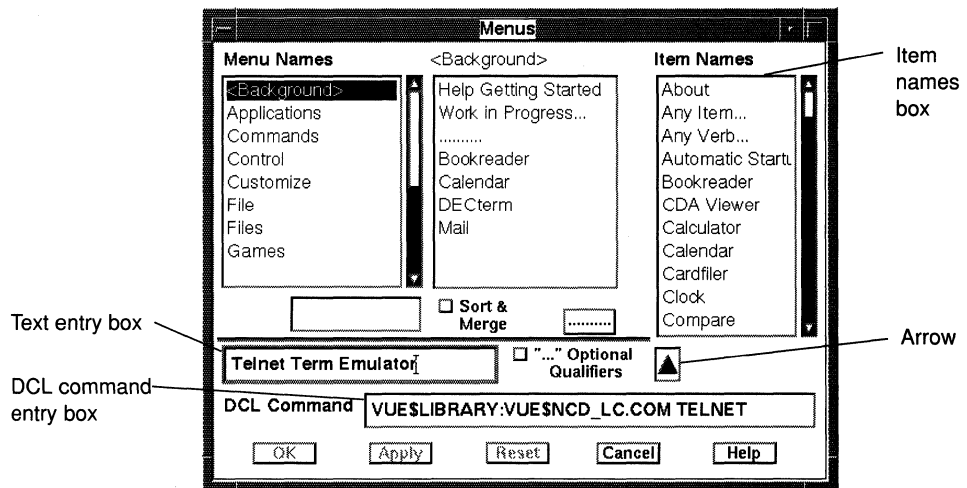 Menus
Menu Names
<Background>
Item Names
<Background>
Applications
Commands
Control
Customize
File
Files
Games
Help Getting Started
Work in Progress...
..........
Bookreader
Calendar
DECterm
Mail
About
Any Item...
Any Verb...
Automatic Startu
Bookreader
CDA Viewer
Calculator
Calendar
Cardfiler
Clock
Compare
Item
names
box
Sort &
Merge
..........
Text entry box
Telnet Term Emulator
"..." Optional
Qualifiers
Arrow
DCL command
entry box
DCL Command
VUE$LIBRARY:VUE$NCD_LC.COM TELNET
OK
Apply
Reset
Cancel
Help